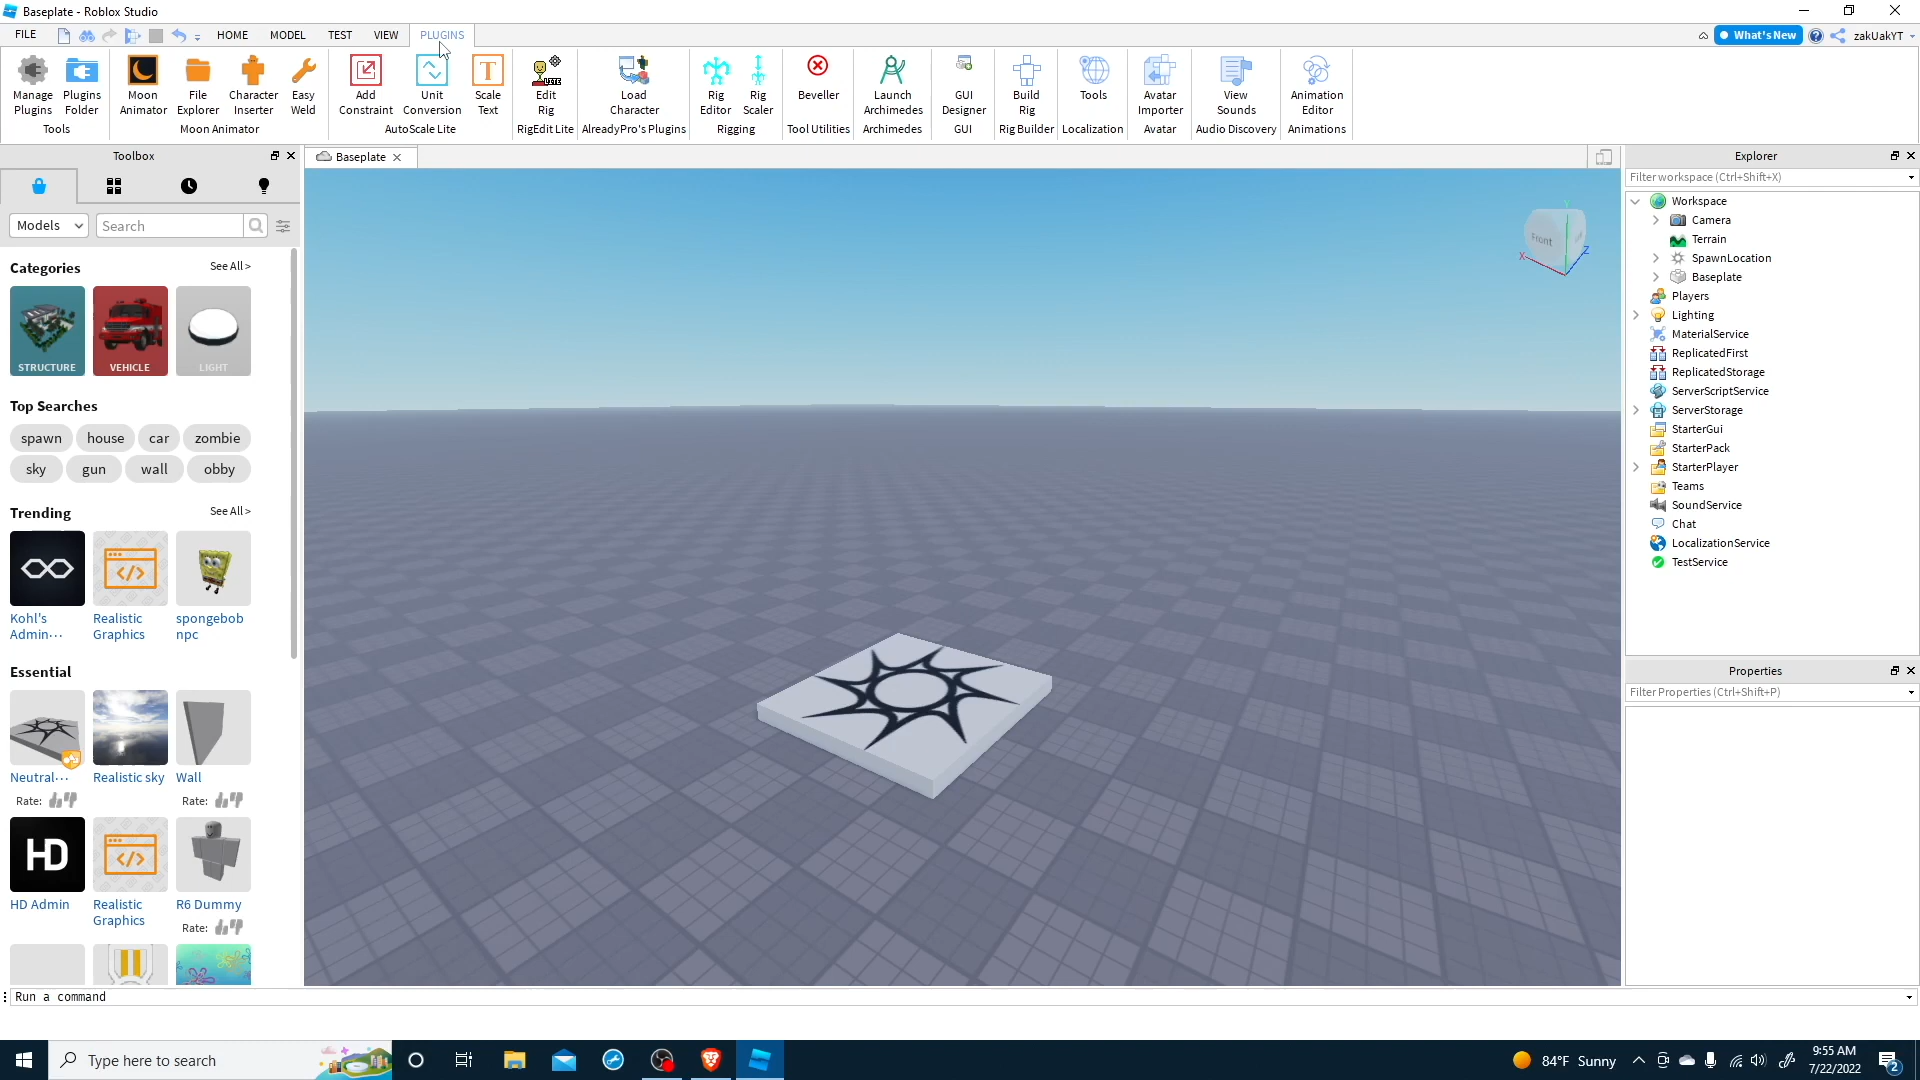 Baseplate - Roblox Studio
FILE HOME MODEL TEST VIEW PLUGINS What's New zakUakYT
Manage Plugins
Plugins Folder
Tools
Moon Animator
File Explorer
Character Inserter
Easy Weld
Moon Animator
Add Constraint
Unit Conversion
Scale Text
AutoScale Lite
LITE
Edit Rig
RigEdit Lite
Load Character
AlreadyPro's Plugins
Rig Editor
Rig Scaler
Rigging
Beveller
Tool Utilities
Launch Archimedes
Archimedes
GUI Designer
GUI
Build Rig
Rig Builder
Tools
Localization
Avatar Importer
Avatar
View Sounds
Audio Discovery
Animation Editor
Animations
Toolbox
Models Search
Categories See All >
STRUCTURE VEHICLE LIGHT
Top Searches
spawn house car zombie
sky gun wall obby
Trending See All >
Kohl's Admin···
Realistic Graphics
spongebob npc
Essential
Neutral···
Realistic sky
Wall
Rate: Rate:
HD
HD Admin
Realistic Graphics
R6 Dummy
Rate:
Baseplate
Front
X
Y
Z
Explorer
Filter workspace (Ctrl+Shift+X)
Workspace
Camera
Terrain
SpawnLocation
Baseplate
Players
Lighting
MaterialService
ReplicatedFirst
ReplicatedStorage
ServerScriptService
ServerStorage
StarterGui
StarterPack
StarterPlayer
Teams
SoundService
Chat
LocalizationService
TestService
Properties
Filter Properties (Ctrl+Shift+P)
Run a command
Type here to search
84°F Sunny
9:55 AM
7/22/2022
2